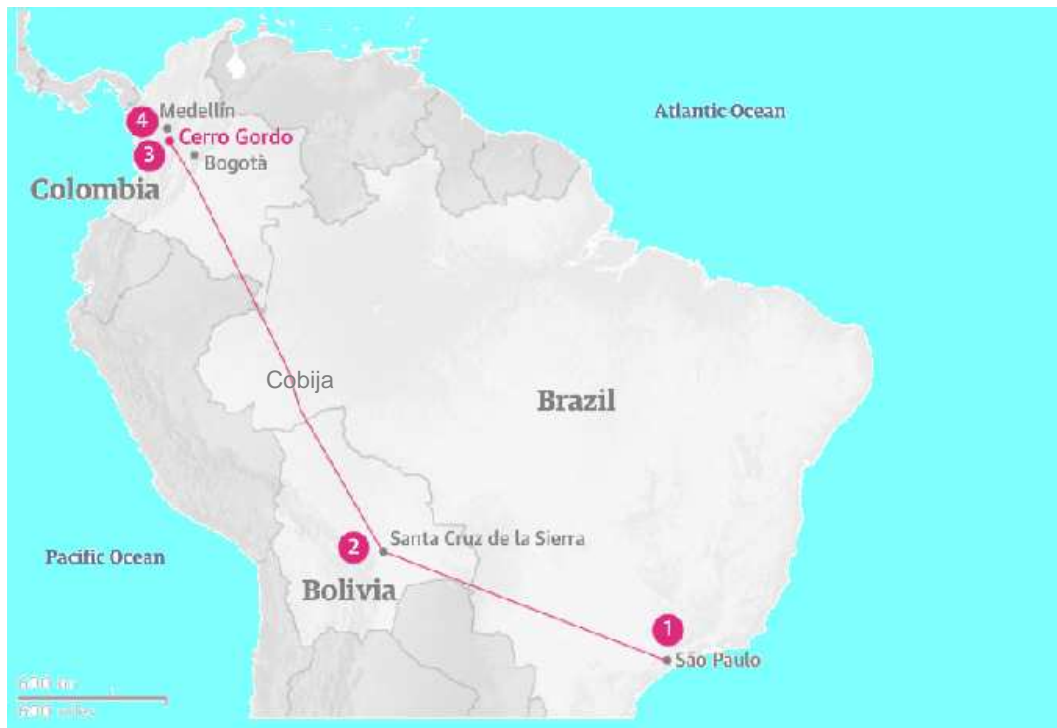 Atlantic Ocean
4
Medellín
Cerro Gordo
3
Bogotà
Colombia
Cobija
Brazil
2
Santa Cruz de la Sierra
Pacific Ocean
Bolivia
1
São Paulo